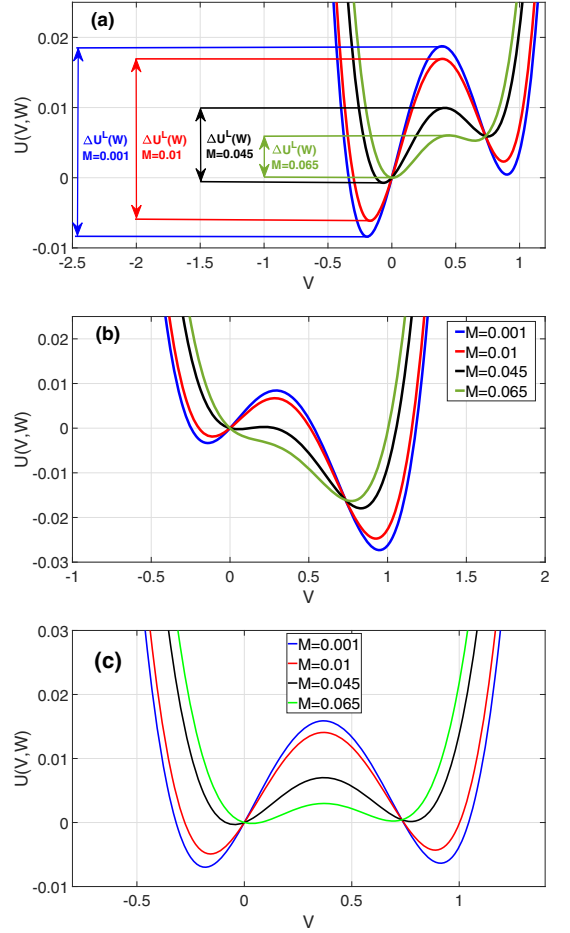 (a)
U(V,W)
0.02
0.01
0
-0.01
ΔU^L(W)
M=0.001
ΔU^L(W)
M=0.01
ΔU^L(W)
M=0.045
ΔU^L(W)
M=0.065
-2.5 -2 -1.5 -1 -0.5 0 0.5 1
V
(b)
U(V,W)
0.02
0.01
0
-0.01
-0.02
-0.03
M=0.001
M=0.01
M=0.045
M=0.065
-1 -0.5 0 0.5 1 1.5 2
V
(c)
U(V,W)
0.03
0.02
0.01
0
-0.01
M=0.001
M=0.01
M=0.045
M=0.065
-0.5 0 0.5 1
V